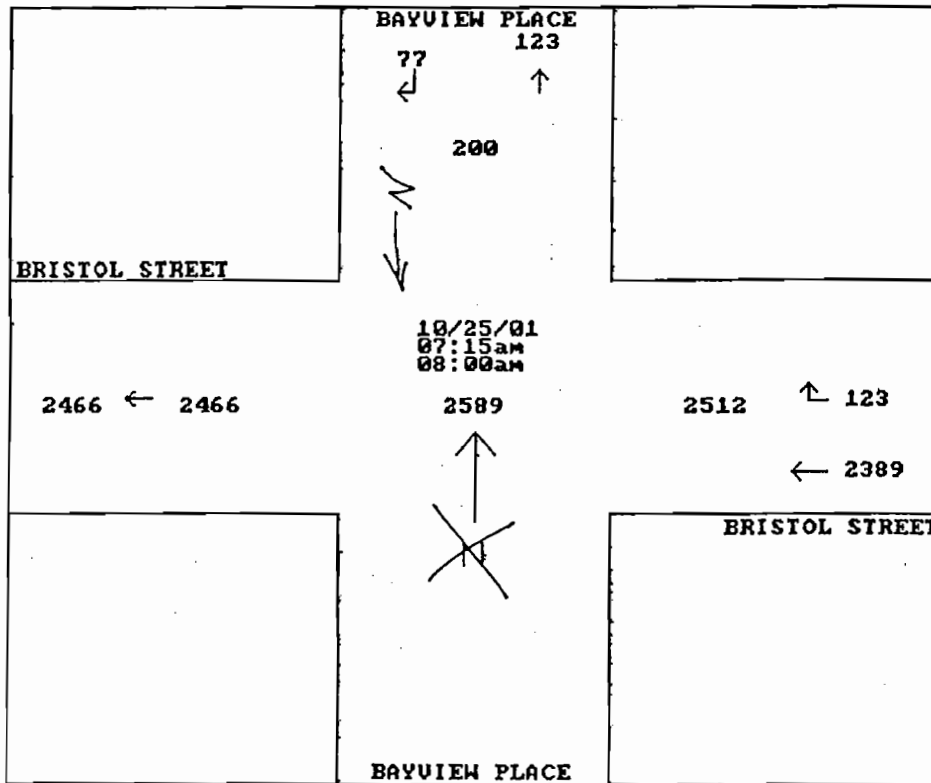 BAYVIEW PLACE
123
77
200
N
BRISTOL STREET
10/25/01
07:15am
08:00am
2466 2466 2589 2512 123
2389
BRISTOL STREET
N
BAYVIEW PLACE